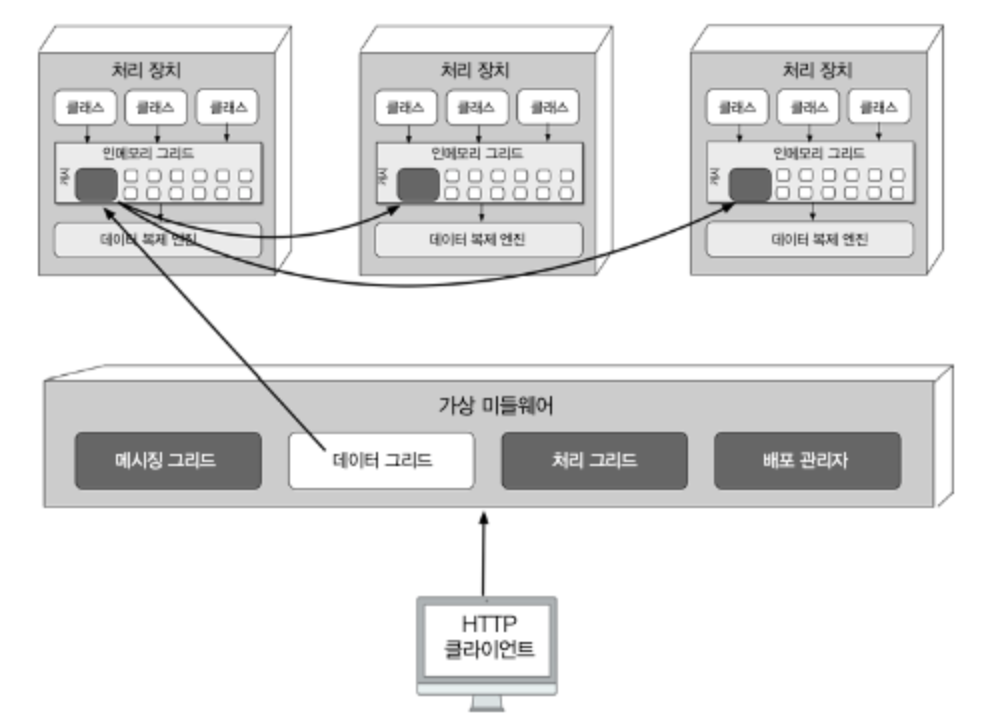 처리 장치
클래스 클래스 클래스
인메모리 그리드
캐시
데이터 복제 엔진
처리 장치
클래스 클래스 클래스
인메모리 그리드
캐시
데이터 복제 엔진
처리 장치
클래스 클래스 클래스
인메모리 그리드
캐시
데이터 복제 엔진
가상 미들웨어
메시징 그리드 데이터 그리드 처리 그리드 배포 관리자
HTTP
클라이언트